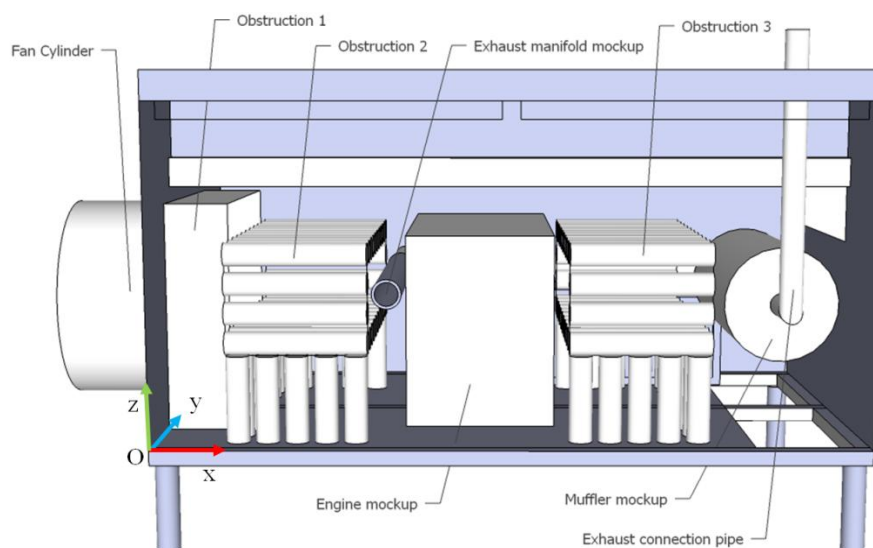 Obstruction 1
Fan Cylinder
Obstruction 2
Exhaust manifold mockup
Obstruction 3
z
y
O
x
Engine mockup
Muffler mockup
Exhaust connection pipe